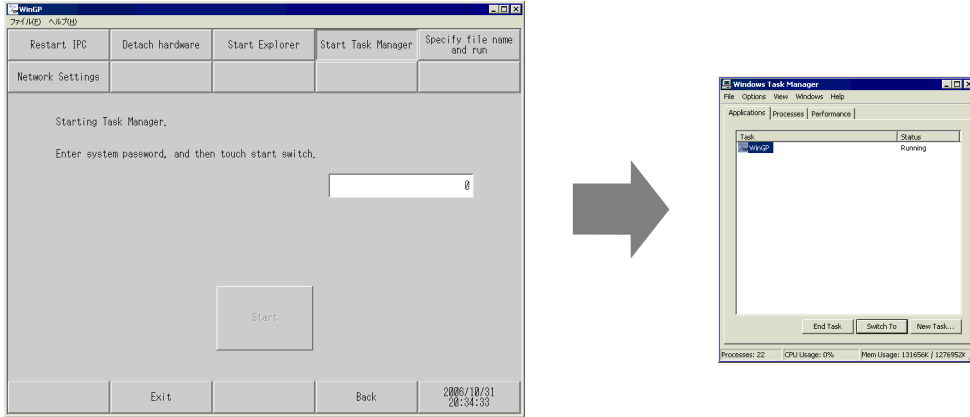 WinGP
ファイル(F) ヘルプ(H)
Restart IPC Detach hardware Start Explorer Start Task Manager Specify file name
and run
Network Settings
Starting Task Manager.
Enter system password, and then touch start switch.
0
Start
Exit Back 2006/10/31
20:34:33
Windows Task Manager
File Options View Windows Help
Applications Processes Performance
Task Status
WinGP Running
End Task Switch To New Task...
Processes: 22 CPU Usage: 0% Mem Usage: 131656K / 1276952K